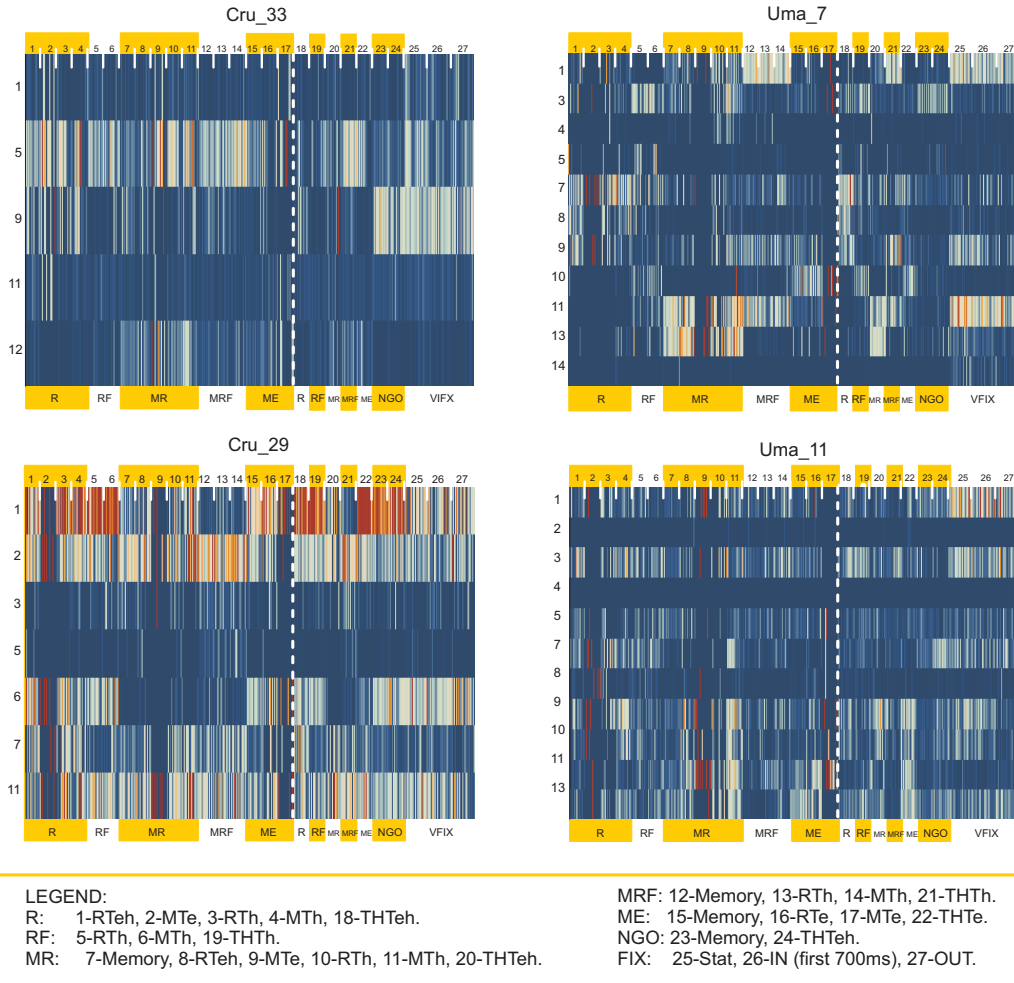 Cru_33
1 2 3 4 5 6 7 8 9 10 11 12 13 14 15 16 17 18 19 20 21 22 23 24 25 26 27
1
5
9
11
12
R RF MR MRF ME R RF MR MRF ME NGO VIFX
Uma_7
1 2 3 4 5 6 7 8 9 10 11 12 13 14 15 16 17 18 19 20 21 22 23 24 25 26 27
1
3
4
5
7
8
9
10
11
13
14
R RF MR MRF ME R RF MR MRF ME NGO VFIX
Cru_29
1 2 3 4 5 6 7 8 9 10 11 12 13 14 15 16 17 18 19 20 21 22 23 24 25 26 27
1
2
3
5
6
7
11
R RF MR MRF ME R RF MR MRF ME NGO VFIX
Uma_11
1 2 3 4 5 6 7 8 9 10 11 12 13 14 15 16 17 18 19 20 21 22 23 24 25 26 27
1
2
3
4
5
7
8
9
10
11
13
R RF MR MRF ME R RF MR MRF ME NGO VFIX
LEGEND:
R: 1-RTeh, 2-MTe, 3-RTh, 4-MTh, 18-THTeh.
RF: 5-RTh, 6-MTh, 19-THTh.
MR: 7-Memory, 8-RTeh, 9-MTe, 10-RTh, 11-MTh, 20-THTeh.
MRF: 12-Memory, 13-RTh, 14-MTh, 21-THTh.
ME: 15-Memory, 16-RTe, 17-MTe, 22-THTe.
NGO: 23-Memory, 24-THTeh.
FIX: 25-Stat, 26-IN (first 700ms), 27-OUT.